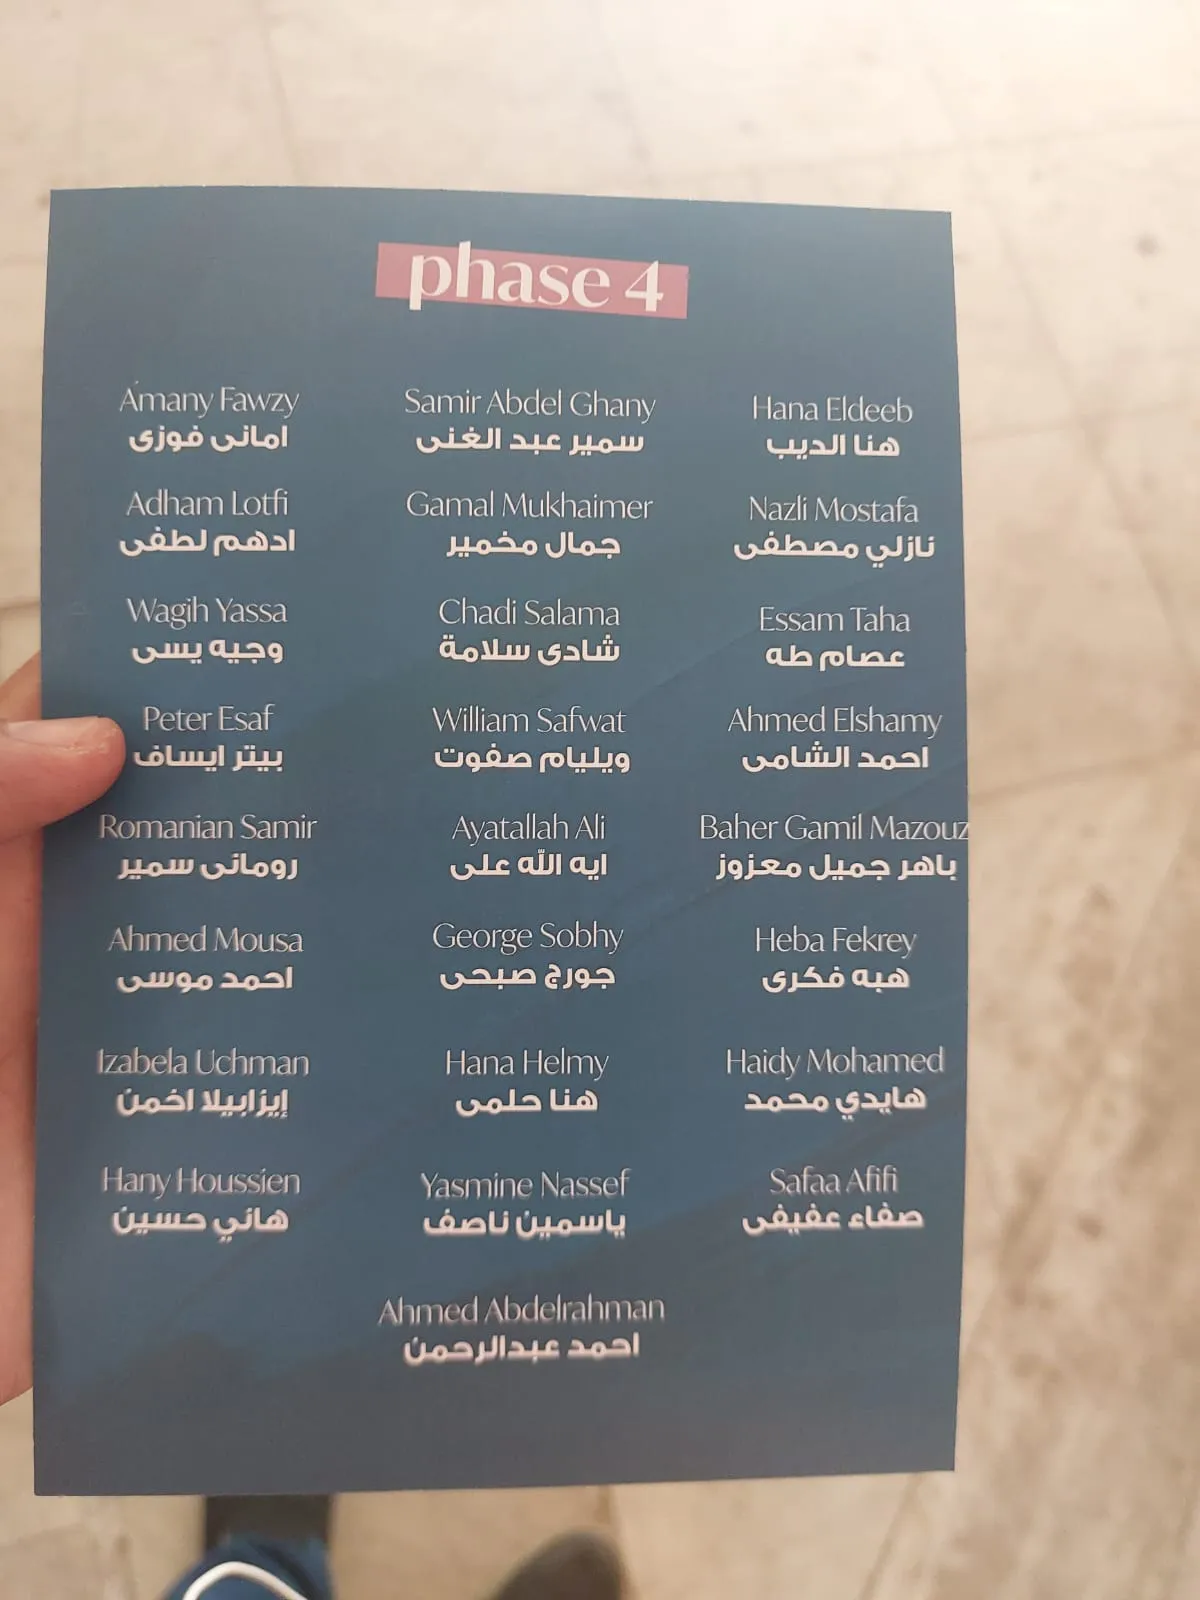 phase 4
Amany Fawzy
امانى فوزى
Samir Abdel Ghany
سمير عبد الغنى
Hana Eldeeb
هنا الديب
Adham Lotfi
ادهم لطفى
Gamal Mukhaimer
جمال مخمير
Nazli Mostafa
نازلي مصطفى
Wagih Yassa
وجيه يسى
Chadi Salama
شادى سلامة
Essam Taha
عصام طه
Peter Esaf
بيتر ايساف
William Safwat
ويليام صفوت
Ahmed Elshamy
احمد الشامى
Romanian Samir
رومانى سمير
Ayatallah Ali
ايه الله على
Baher Gamil Mazouz
باهر جميل معزوز
Ahmed Mousa
احمد موسى
George Sobhy
جورج صبحى
Heba Fekrey
هبه فكرى
Izabela Uchman
إيزابيلا اخمن
Hana Helmy
هنا حلمى
Haidy Mohamed
هايدي محمد
Hany Houssien
هاني حسين
Yasmine Nassef
ياسمين ناصف
Safaa Afifi
صفاء عفيفى
Ahmed Abdelrahman
احمد عبدالرحمن